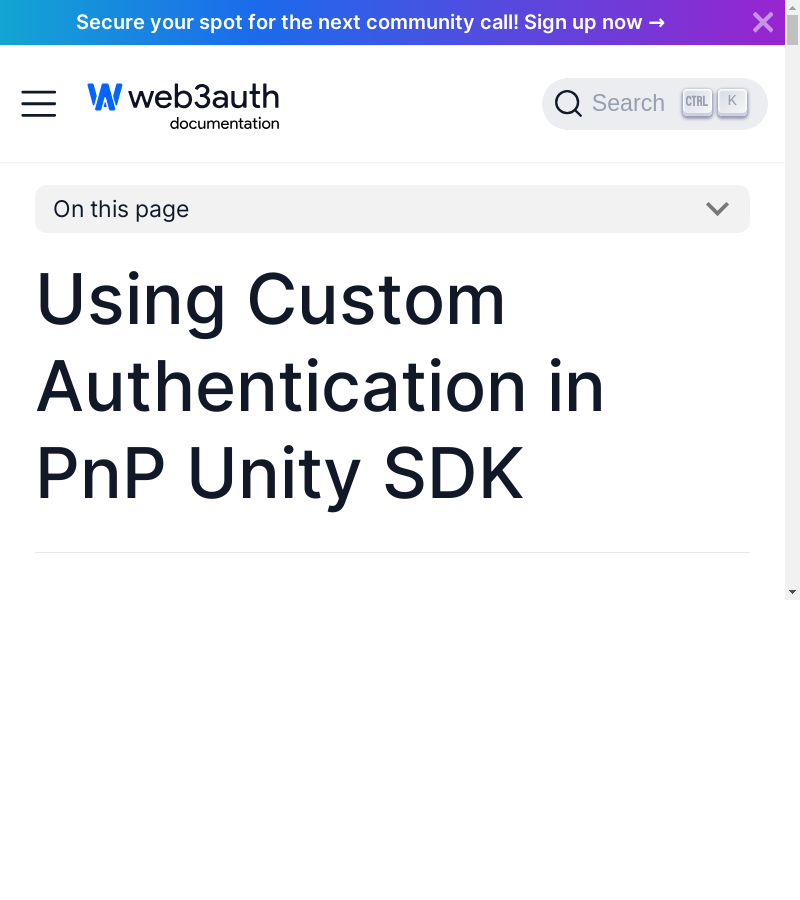 Secure your spot for the next community call! Sign up now →
web3auth
documentation
Search CTRL K
On this page
Using Custom
Authentication in
PnP Unity SDK